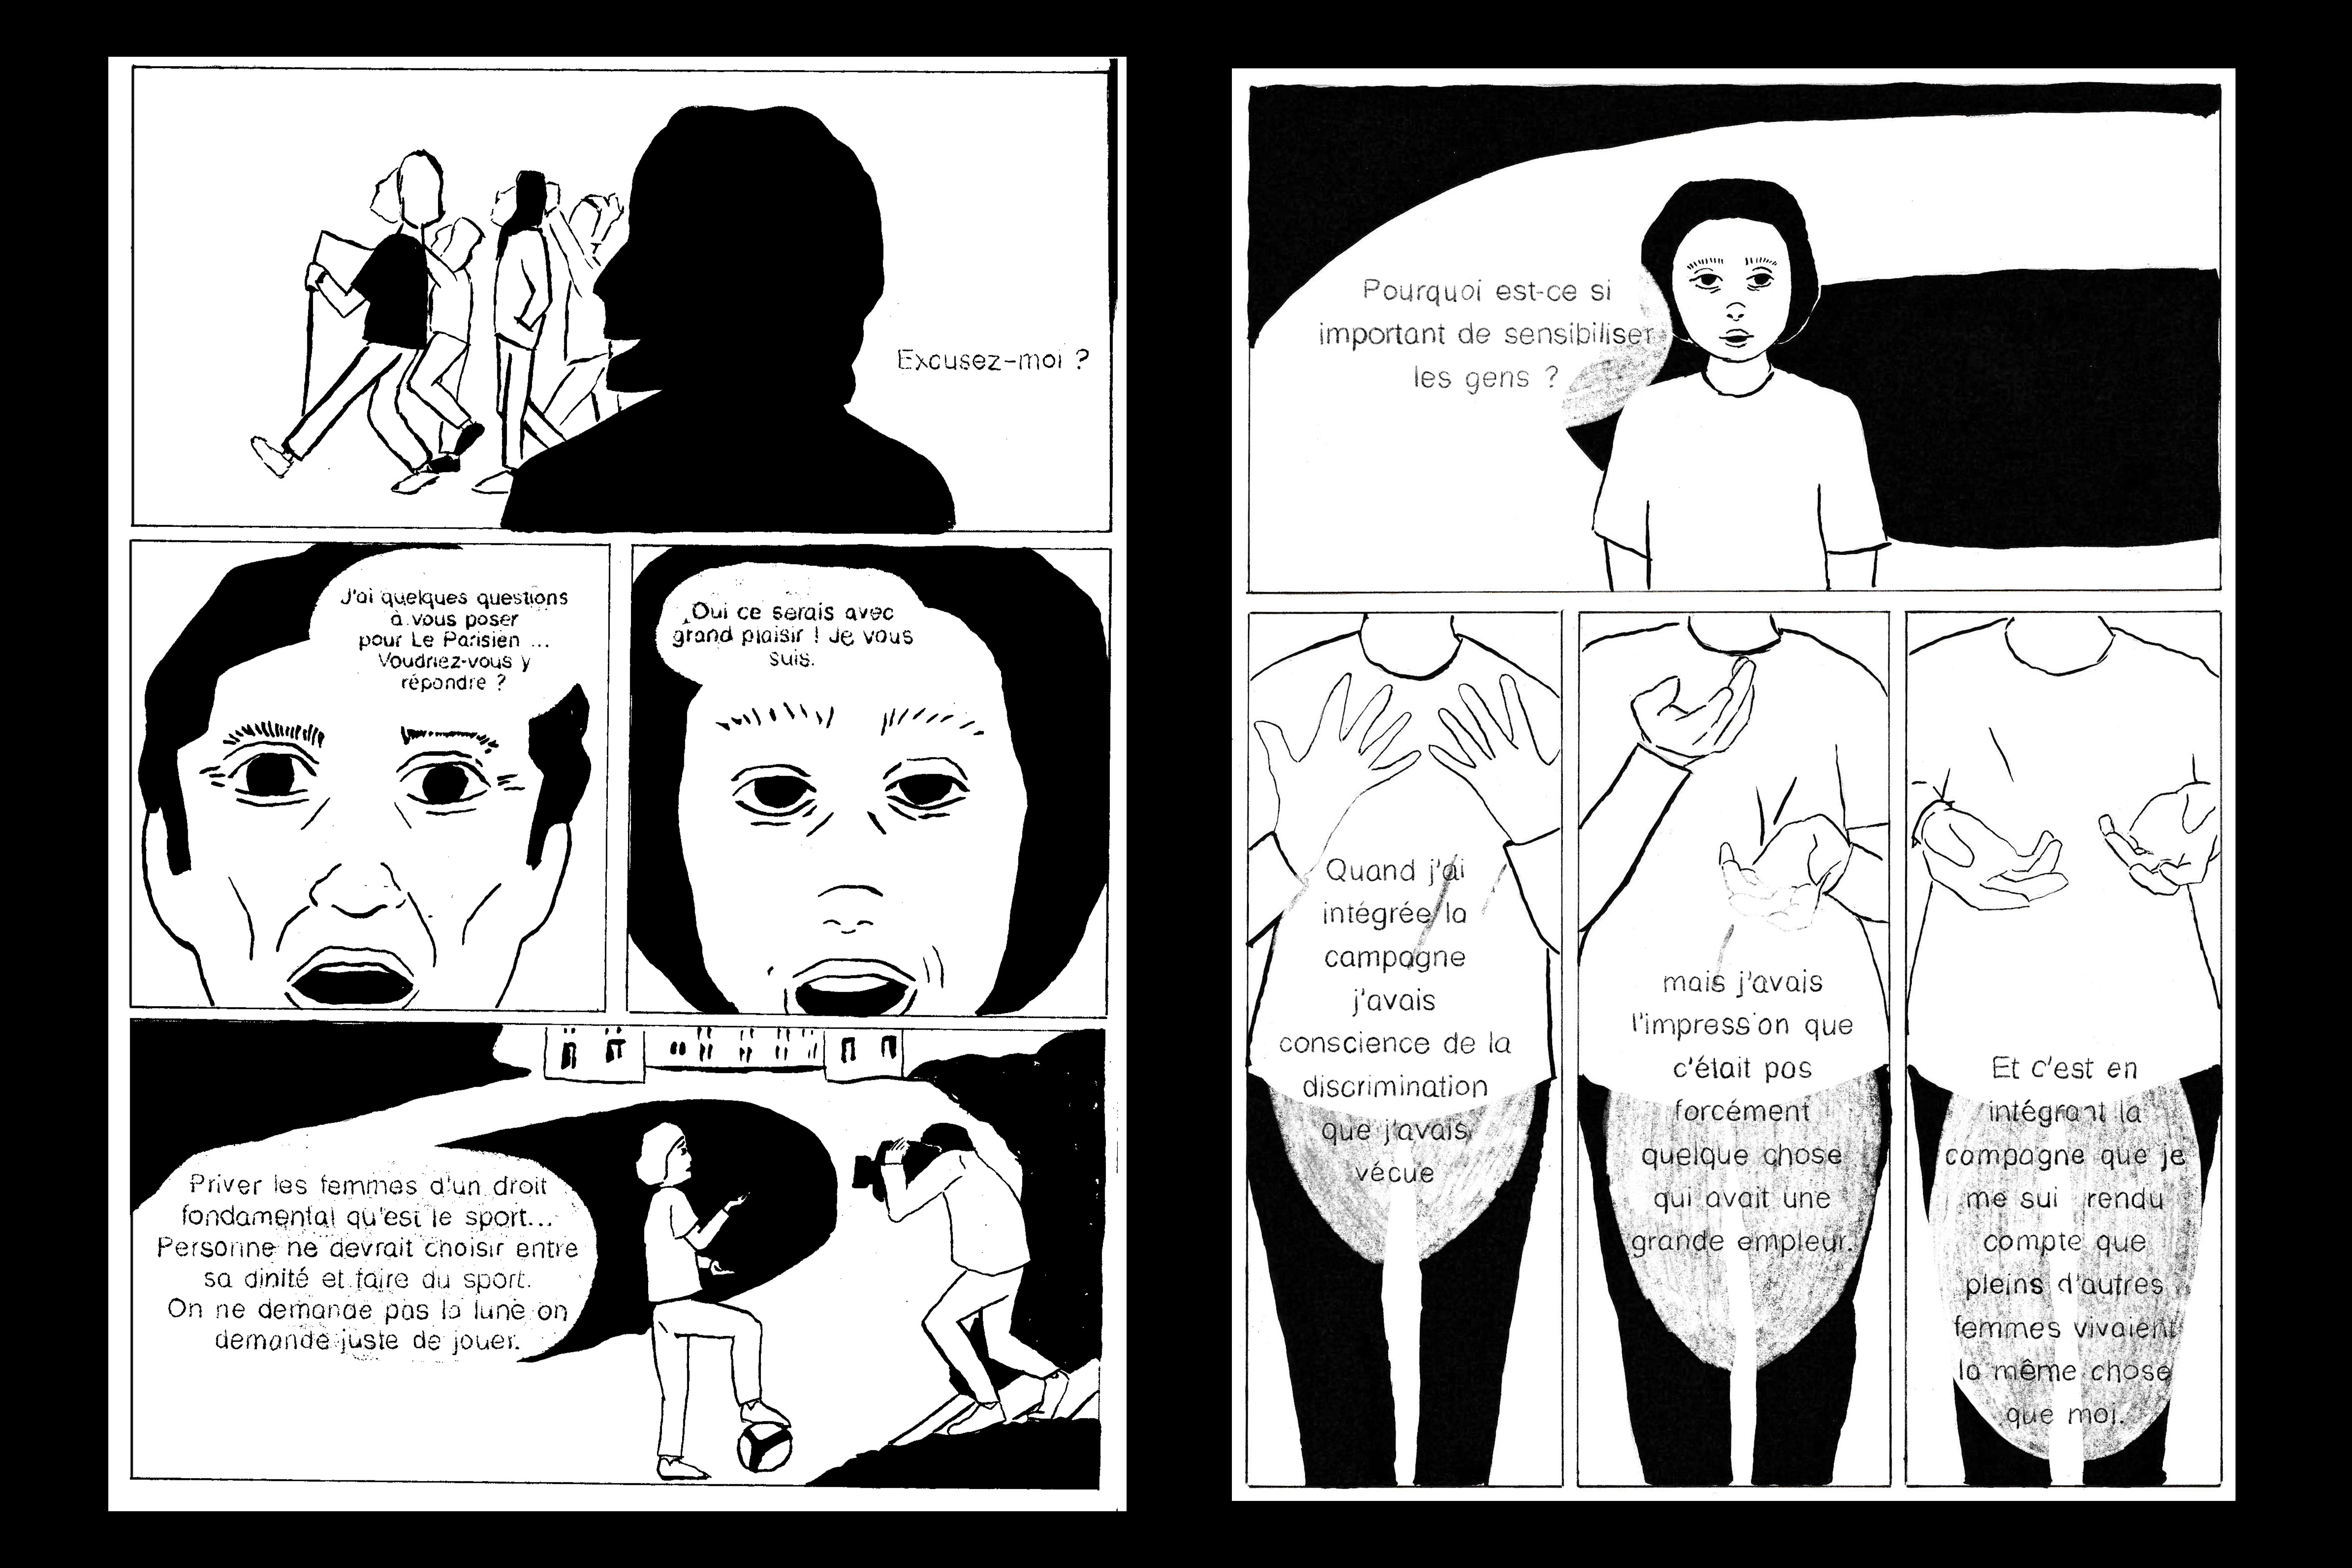 Excusez-moi ?
J'ai quelques questions
à vous poser
pour Le Parisien ...
Voudriez-vous y
répondre ?
Oui ce serais avec
grand plaisir ! Je vous
suis.
Priver les femmes d'un droit
fondamental qu'est le sport...
Personne ne devrait choisir entre
sa dinité et faire du sport.
On ne demande pas la lune on
demande juste de jouer.
Pourquoi est-ce si
important de sensibiliser
les gens ?
Quand j'ai
intégrée la
campagne
j'avais
conscience de la
discrimination
que j'avais
vécue
mais j'avais
l'impression que
c'était pas
forcément
quelque chose
qui avait une
grande empleur.
Et c'est en
intégrant la
campagne que je
me sui rendu
compte que
pleins d'autres
femmes vivaient
la même chose
que moi.